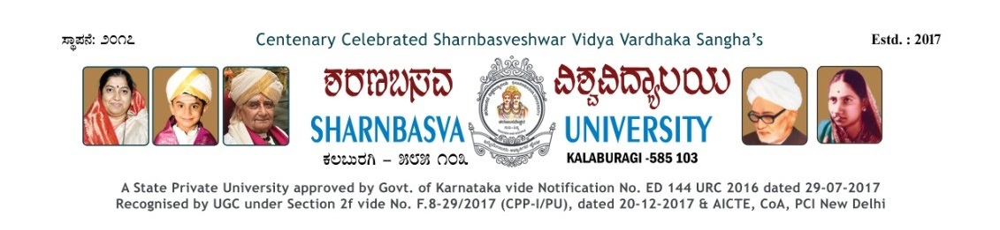 ಸ್ಥಾಪನೆ: ೨೦೧೭
Centenary Celebrated Sharnbasveshwar Vidya Vardhaka Sangha's
Estd. : 2017
ಶರಣಬಸವ ವಿಶ್ವವಿದ್ಯಾಲಯ
SHARNBASVA UNIVERSITY
ಕಲಬುರಗಿ – ೫೮೫ ೧೦೩ KALABURAGI -585 103
A State Private University approved by Govt. of Karnataka vide Notification No. ED 144 URC 2016 dated 29-07-2017
Recognised by UGC under Section 2f vide No. F.8-29/2017 (CPP-I/PU), dated 20-12-2017 & AICTE, CoA, PCI New Delhi